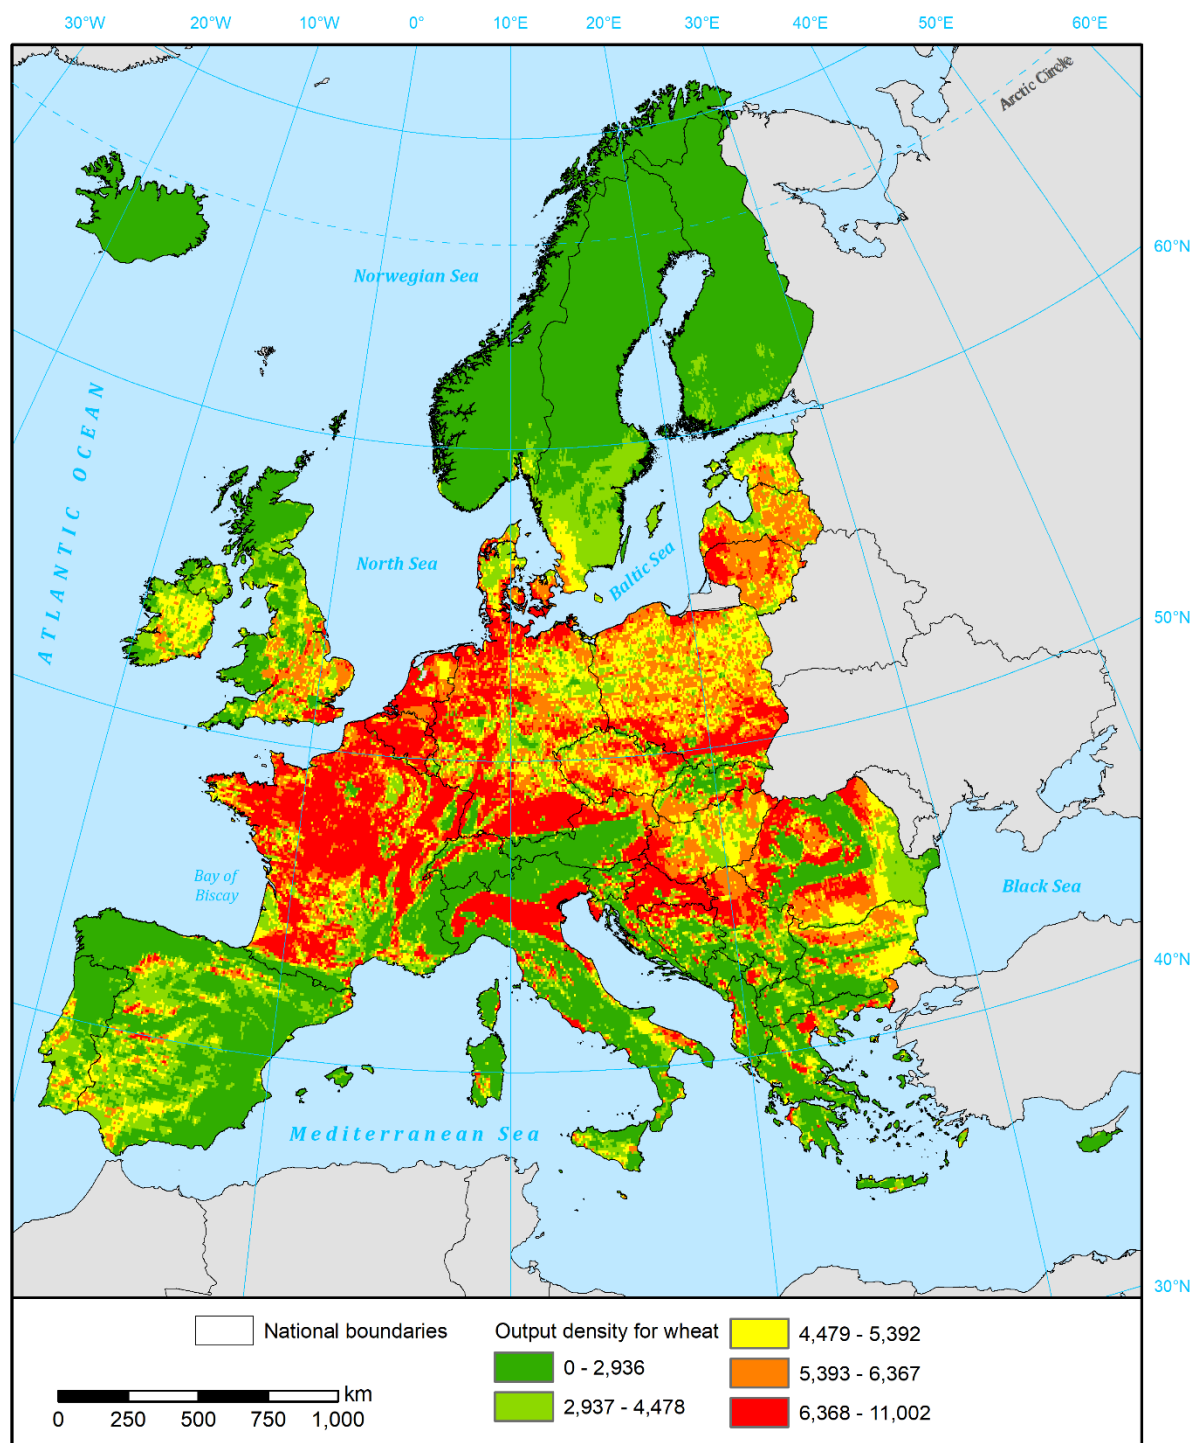 30°W 20°W 10°W 0° 10°E 20°E 30°E 40°E 50°E 60°E
Arctic Circle
60°N
Norwegian Sea
ATLANTIC OCEAN
North Sea
Baltic Sea
50°N
Bay of
Biscay
Black Sea
40°N
Mediterranean Sea
30°N
National boundaries
Output density for wheat
0 - 2,936
2,937 - 4,478
4,479 - 5,392
5,393 - 6,367
6,368 - 11,002
km
0 250 500 750 1,000